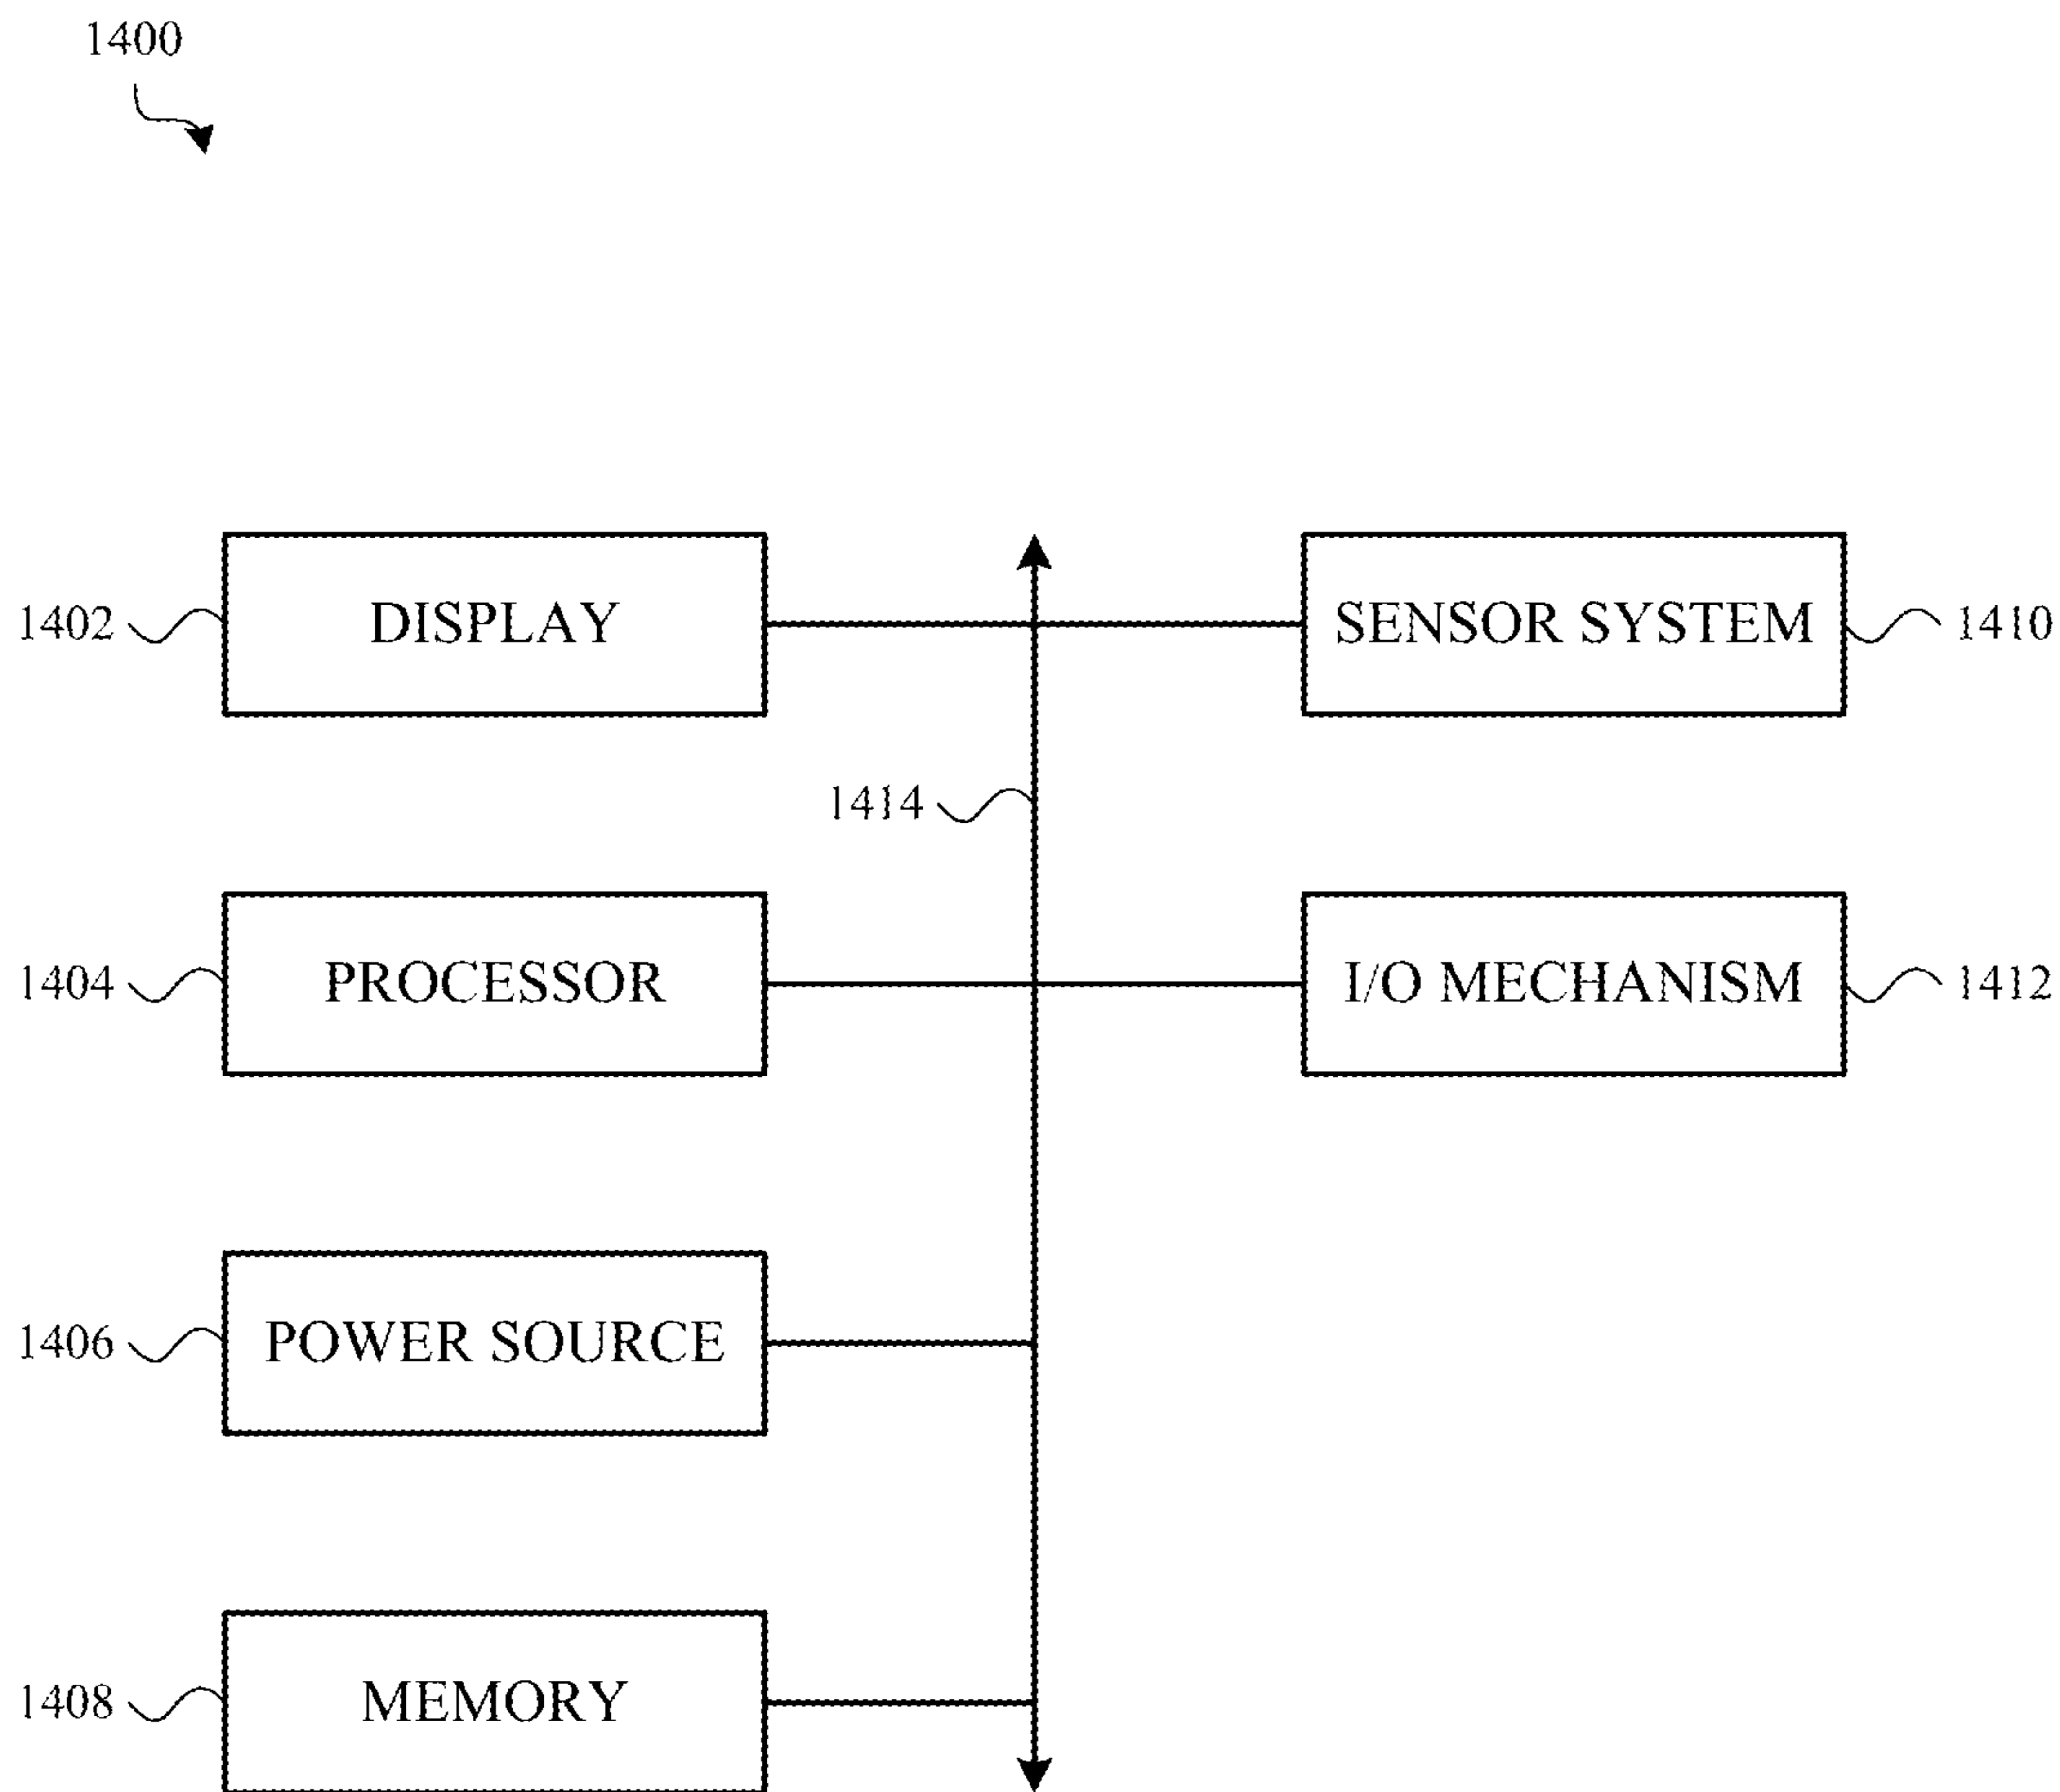 1400
1402 DISPLAY SENSOR SYSTEM 1410
1414
1404 PROCESSOR I/O MECHANISM 1412
1406 POWER SOURCE
1408 MEMORY